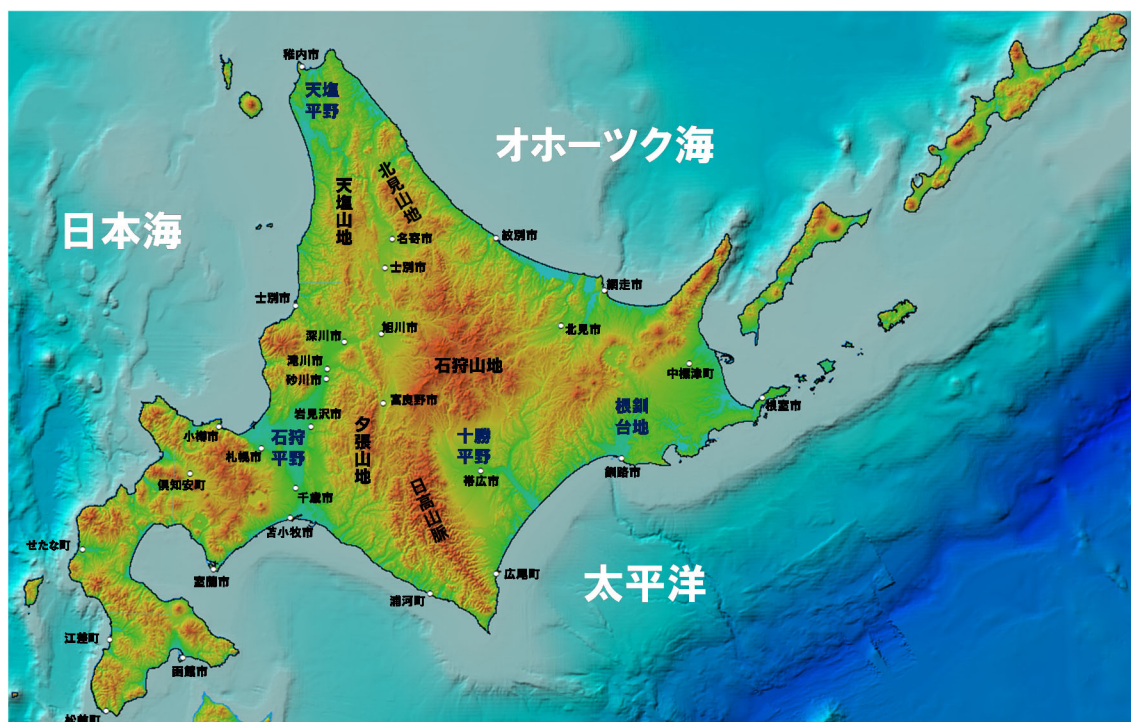 稚内市
天塩
平野
オホーツク海
北見山地
天塩山地
日本海
名寄市
紋別市
士別市
網走市
士別市
北見市
旭川市
深川市
石狩山地
滝川市
中標津町
砂川市
富良野市
根室市
岩見沢市
根釧
台地
小樽市
石狩
平野
夕張山地
十勝
平野
札幌市
釧路市
帯広市
倶知安町
千歳市
日高山脈
苫小牧市
せたな町
室蘭市
広尾町
太平洋
浦河町
江差町
函館市
松前町